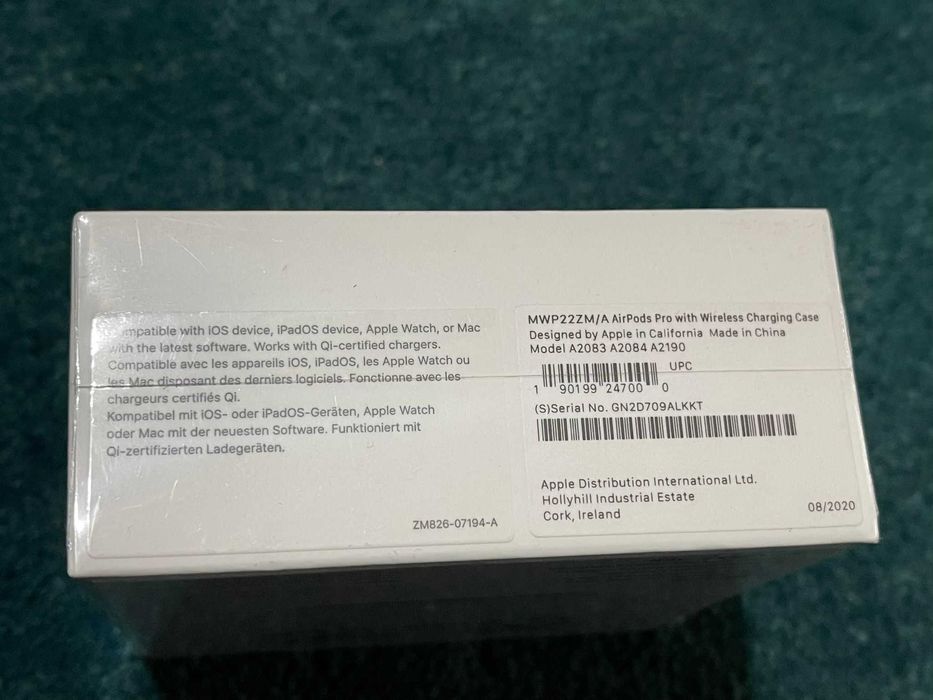 mpatible with iOS device, iPadOS device, Apple Watch, or Mac
with the latest software. Works with Qi-certified chargers.
Compatible avec les appareils iOS, iPadOS, les Apple Watch ou
les Mac disposant des derniers logiciels. Fonctionne avec les
chargeurs certifiés Qi.
Kompatibel mit iOS- oder iPadOS-Geräten, Apple Watch
oder Mac mit der neuesten Software. Funktioniert mit
Qi-zertifizierten Ladegeräten.
ZM826-07194-A
MWP22ZM/A AirPods Pro with Wireless Charging Case
Designed by Apple in California Made in China
Model A2083 A2084 A2190
UPC
1 90199 24700 0
(S)Serial No. GN2D709ALKKT
Apple Distribution International Ltd.
Hollyhill Industrial Estate
Cork, Ireland
08/2020